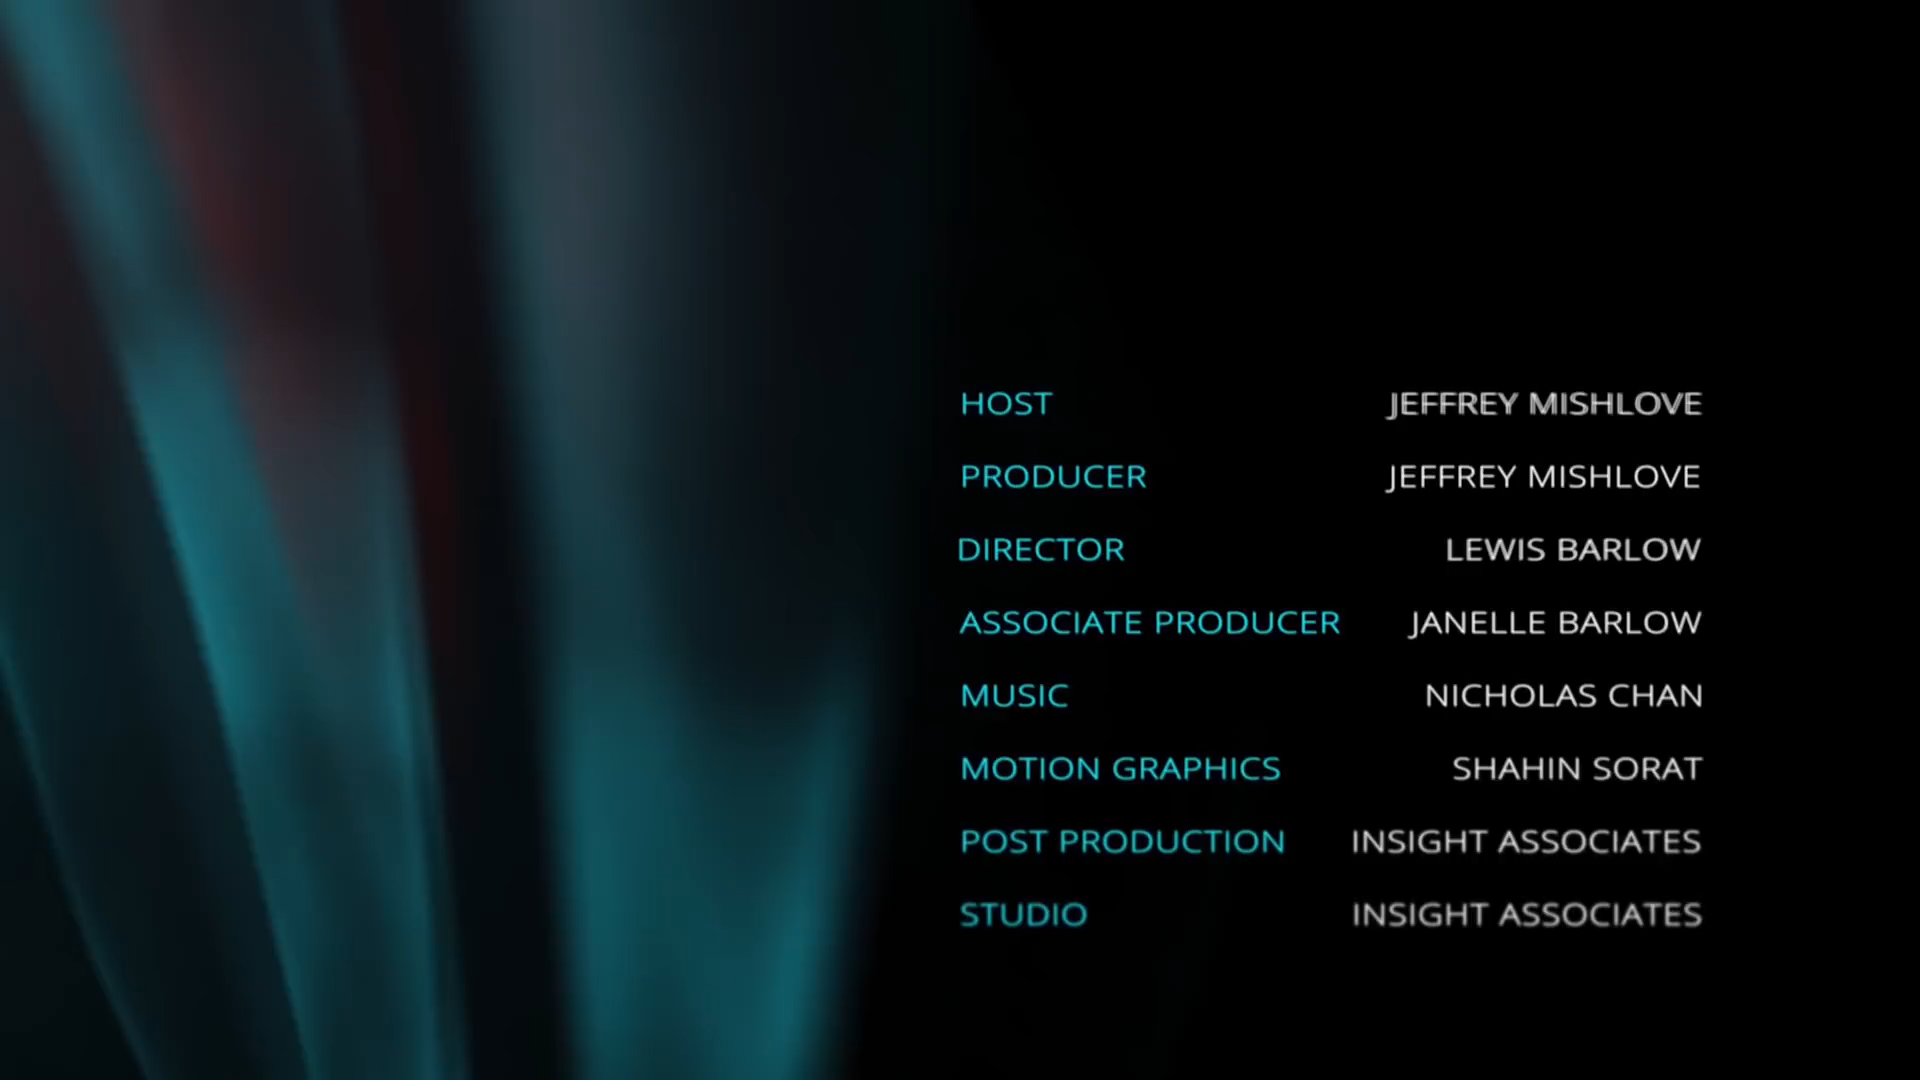 HOST JEFFREY MISHLOVE
PRODUCER JEFFREY MISHLOVE
DIRECTOR LEWIS BARLOW
ASSOCIATE PRODUCER JANELLE BARLOW
MUSIC NICHOLAS CHAN
MOTION GRAPHICS SHAHIN SORAT
POST PRODUCTION INSIGHT ASSOCIATES
STUDIO INSIGHT ASSOCIATES